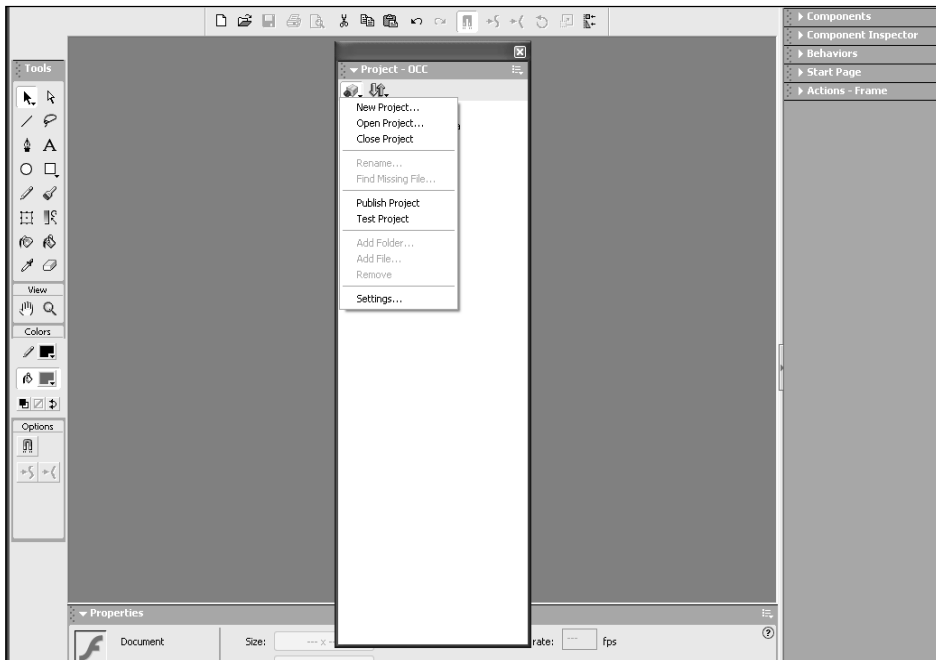 Tools
View
Colors
Options
Project - OCC
New Project...
Open Project...
Close Project
Rename...
Find Missing File...
Publish Project
Test Project
Add Folder...
Add File...
Remove
Settings...
Components
Component Inspector
Behaviors
Start Page
Actions - Frame
Properties
Document
Size:
--- x --
rate:
---
fps